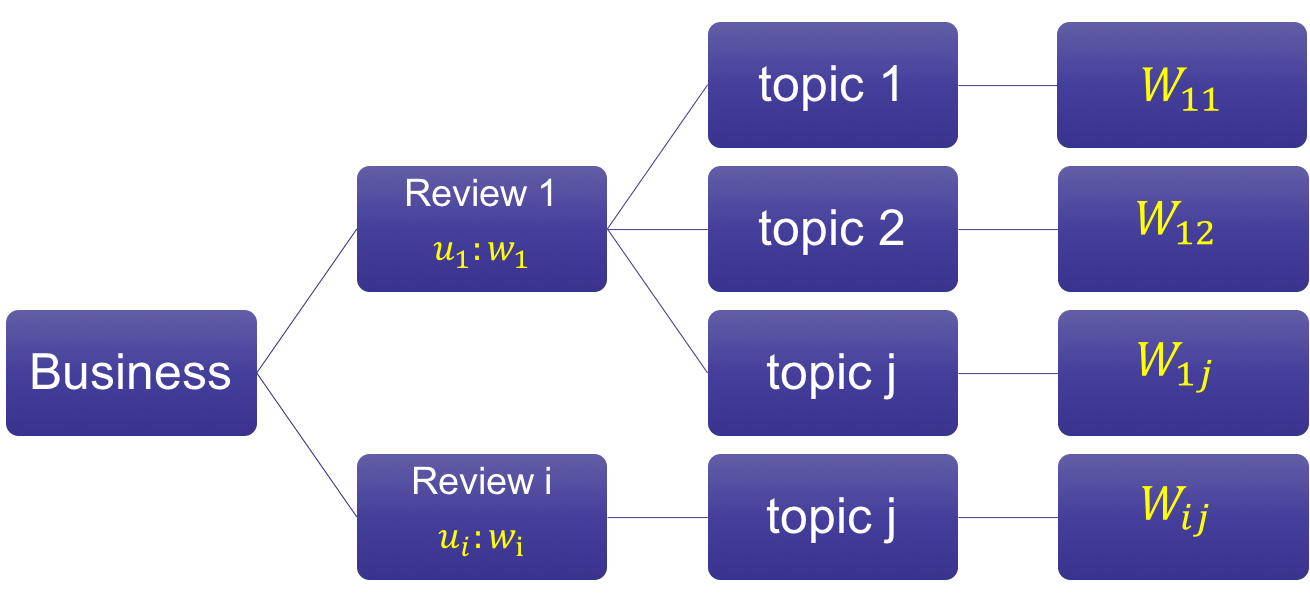 Business
Review 1
u₁:w₁
topic 1
W₁₁
topic 2
W₁₂
topic j
W₁ⱼ
Review i
uᵢ:wᵢ
topic j
Wᵢⱼ